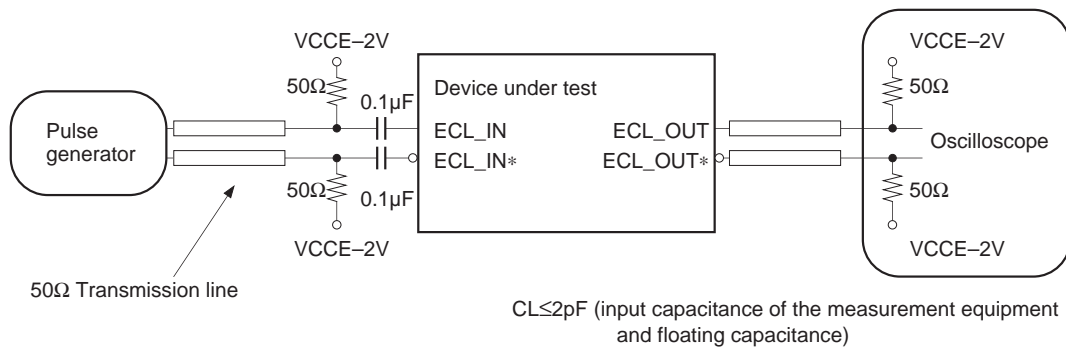 VCCE–2V
50Ω
0.1µF
Pulse
generator
50Ω
0.1µF
VCCE–2V
50Ω Transmission line
Device under test
ECL_IN
ECL_IN*
ECL_OUT
ECL_OUT*
VCCE–2V
50Ω
Oscilloscope
50Ω
VCCE–2V
CL≤2pF (input capacitance of the measurement equipment
and floating capacitance)